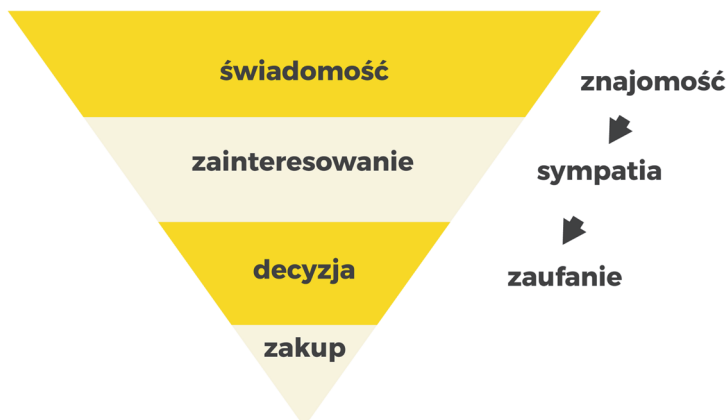 świadomość
znajomość
zainteresowanie
sympatia
decyzja
zaufanie
zakup